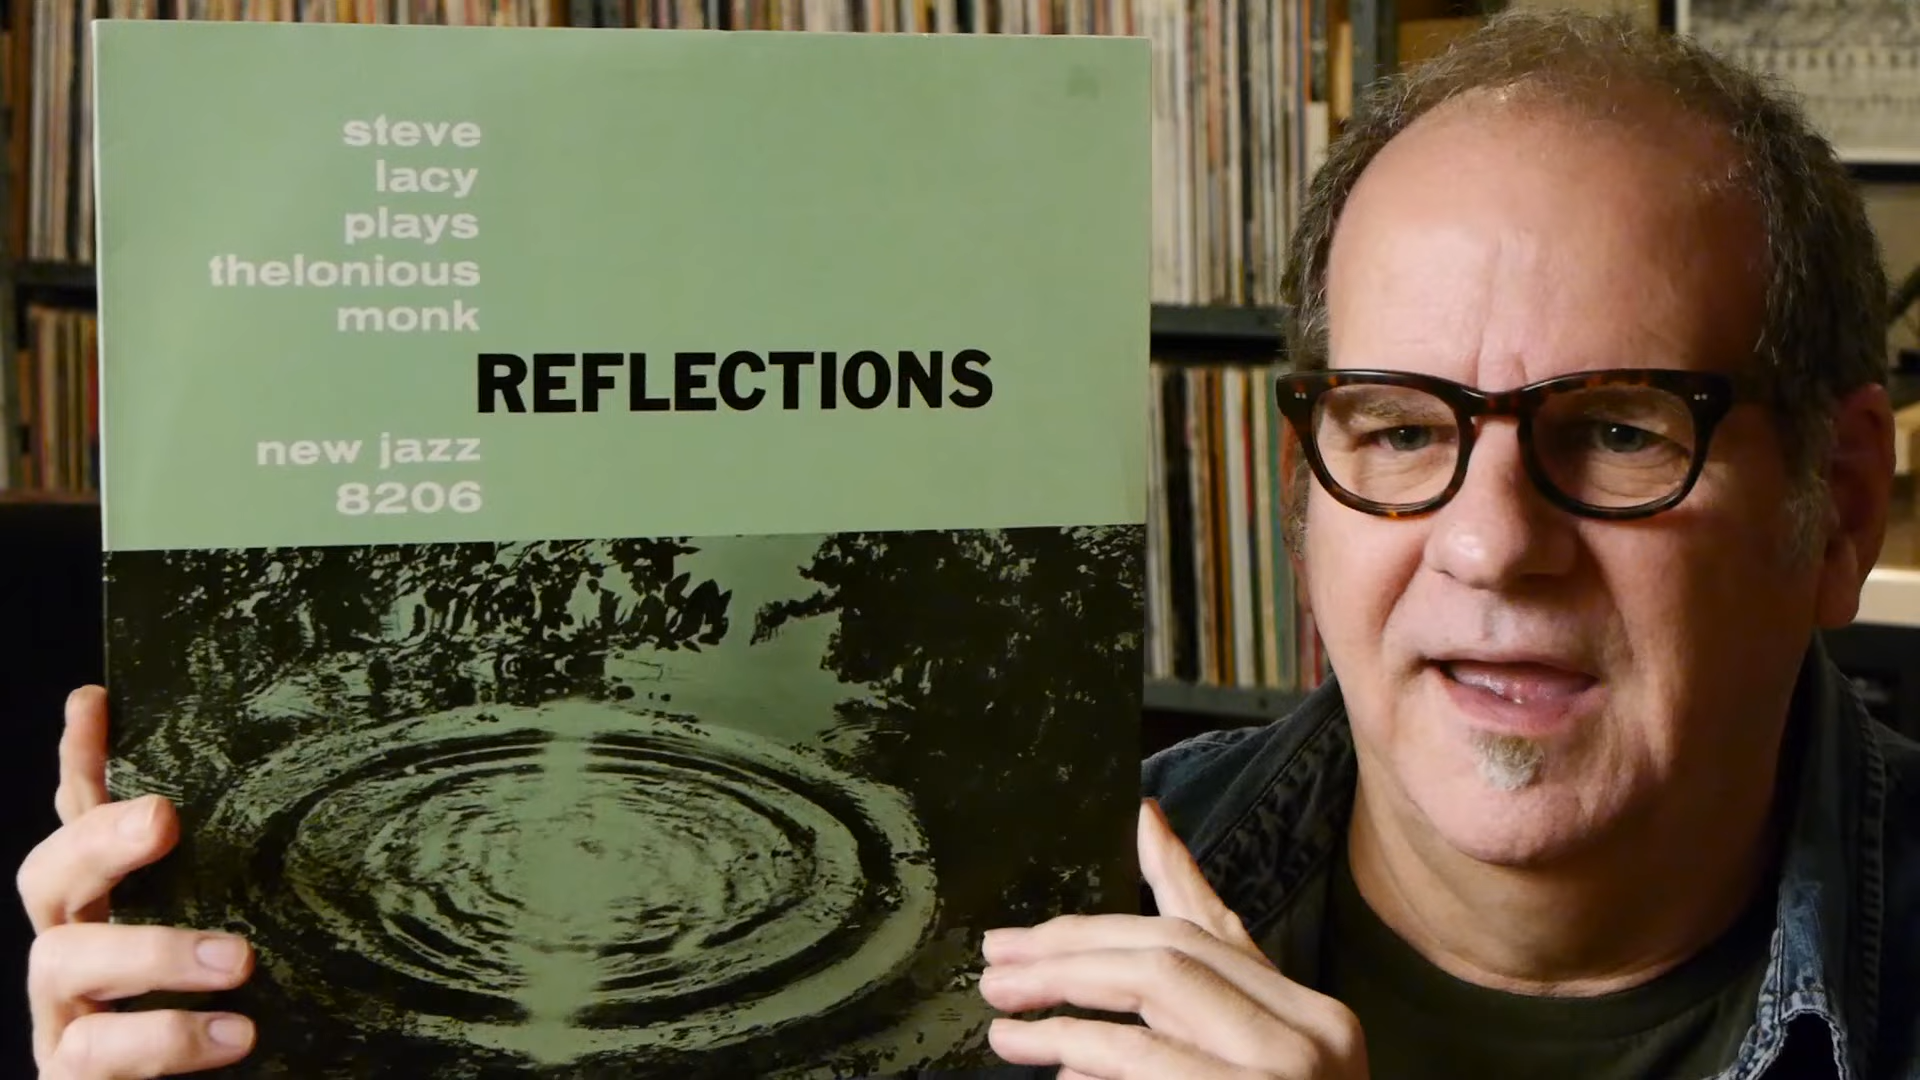 steve
lacy
plays
thelonious
monk
REFLECTIONS
new jazz
8206